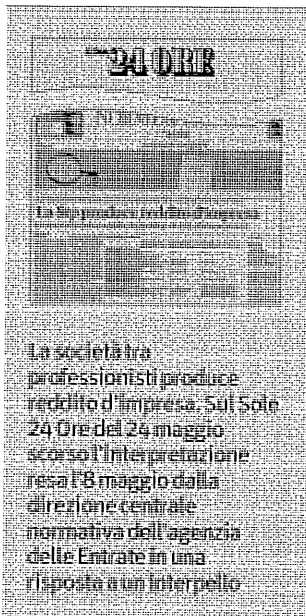 24 ORE
La Stp produce reddito d'impresa
La società tra
professionisti produce
reddito d'impresa. Sul Sole
24 Ore del 24 maggio
scorso l'interpretazione
resa l'8 maggio dalla
direzione centrale
normativa dell'agenzia
delle Entrate in una
risposta a un interpello